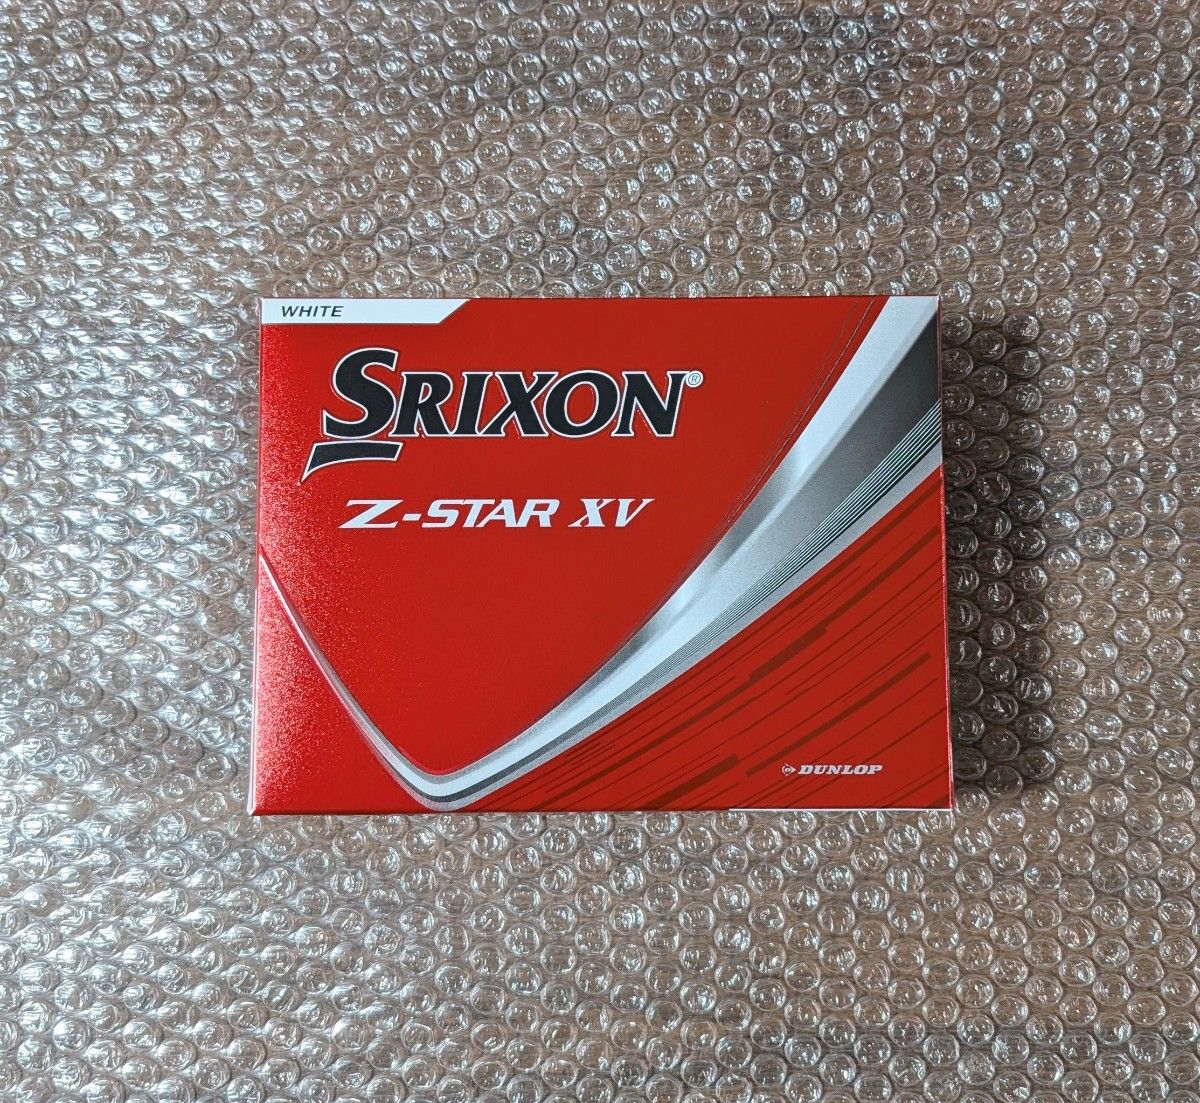 WHITE
SRIXON®
Z-STAR XV
DUNLOP